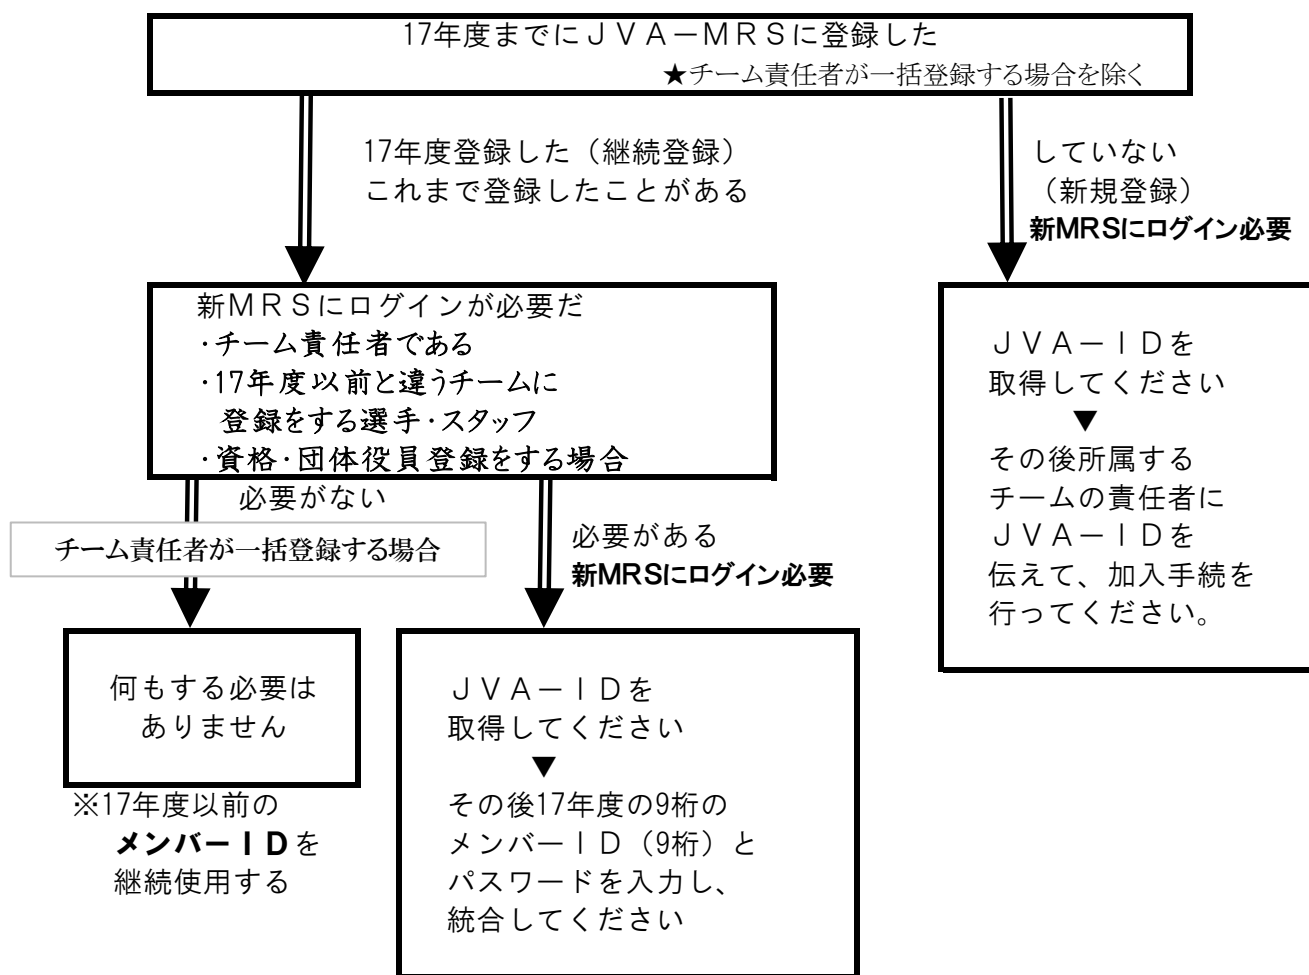 17年度までにＪＶＡ－ＭＲＳに登録した
★チーム責任者が一括登録する場合を除く
17年度登録した（継続登録）
これまで登録したことがある
していない
（新規登録）
新MRSにログイン必要
新ＭＲＳにログインが必要だ
・チーム責任者である
・17年度以前と違うチームに
登録をする選手・スタッフ
・資格・団体役員登録をする場合
必要がない
チーム責任者が一括登録する場合
必要がある
新MRSにログイン必要
何もする必要は
ありません
※17年度以前の
メンバーＩＤを
継続使用する
ＪＶＡ－ＩＤを
取得してください
▼
その後17年度の9桁の
メンバーＩＤ（9桁）と
パスワードを入力し、
統合してください
ＪＶＡ－ＩＤを
取得してください
▼
その後所属する
チームの責任者に
ＪＶＡ－ＩＤを
伝えて、加入手続を
行ってください。